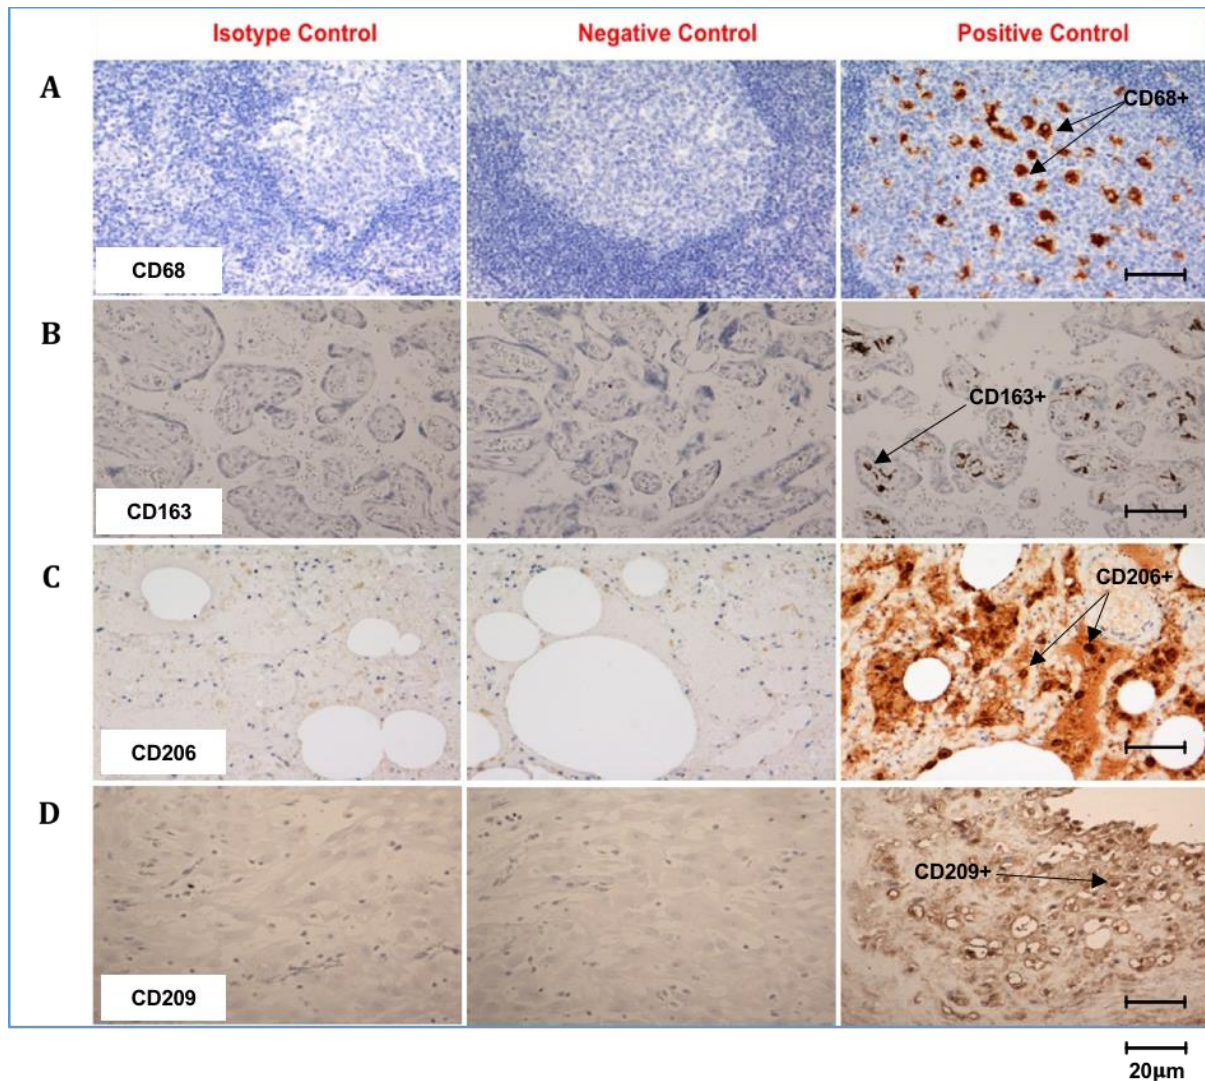 Isotype Control Negative Control Positive Control
A
CD68+
CD68
B
CD163+
CD163
C
CD206+
CD206
D
CD209+
CD209
20μm